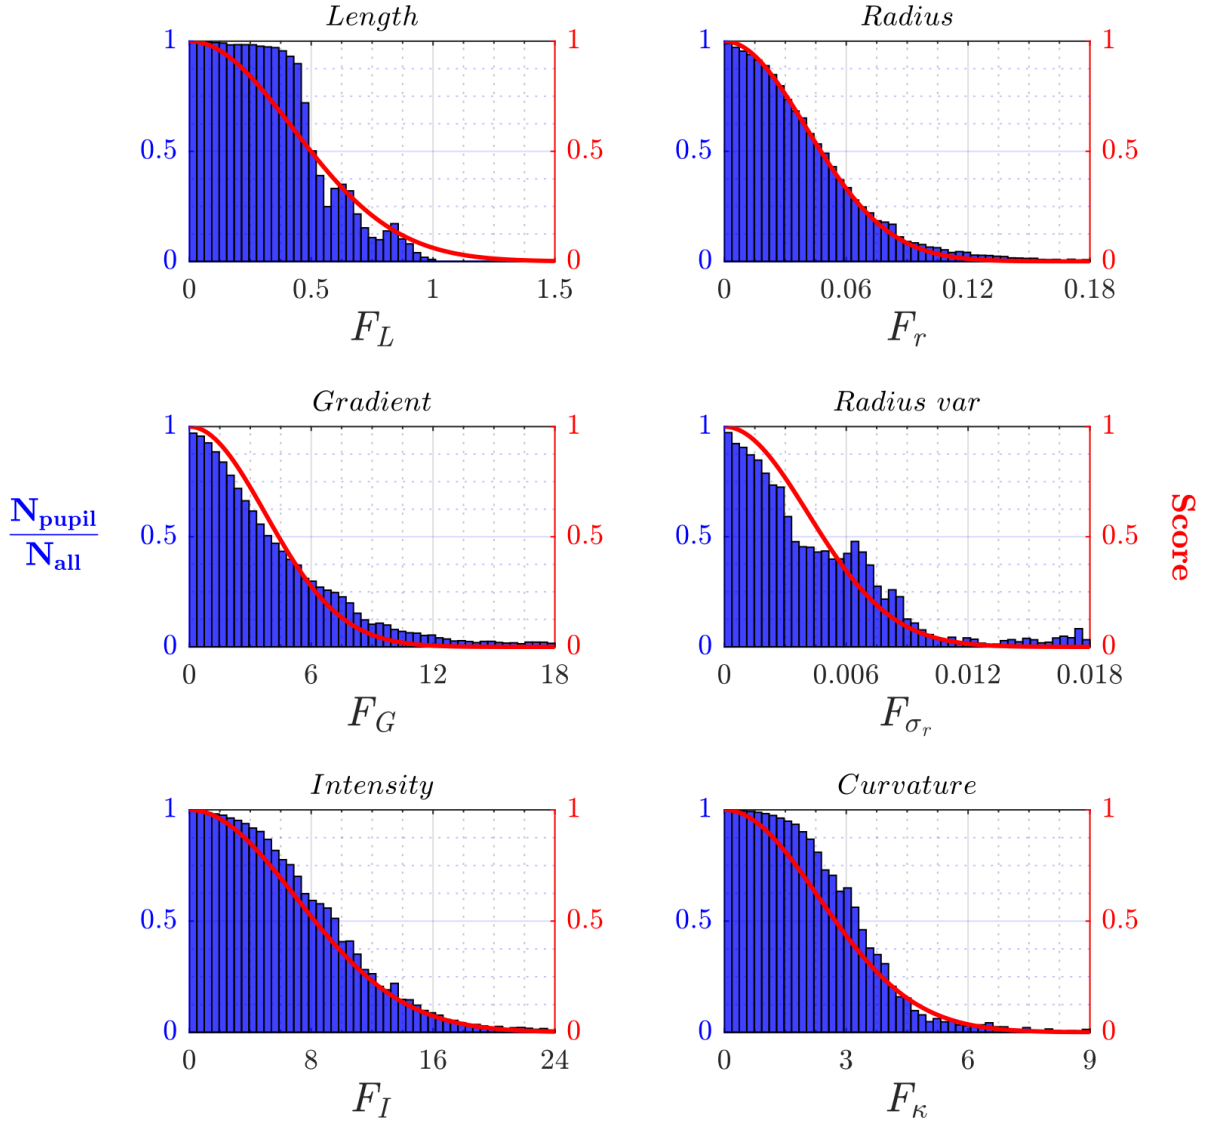 Length
1
0.5
0
1
0.5
0
0 0.5 1 1.5
F_L
Radius
1
0.5
0
1
0.5
0
0 0.06 0.12 0.18
F_r
N_pupil
N_all
Gradient
1
0.5
0
1
0.5
0
0 6 12 18
F_G
Radius var
1
0.5
0
1
0.5
0
0 0.006 0.012 0.018
F_σ_r
Score
Intensity
1
0.5
0
1
0.5
0
0 8 16 24
F_I
Curvature
1
0.5
0
1
0.5
0
0 3 6 9
F_κ